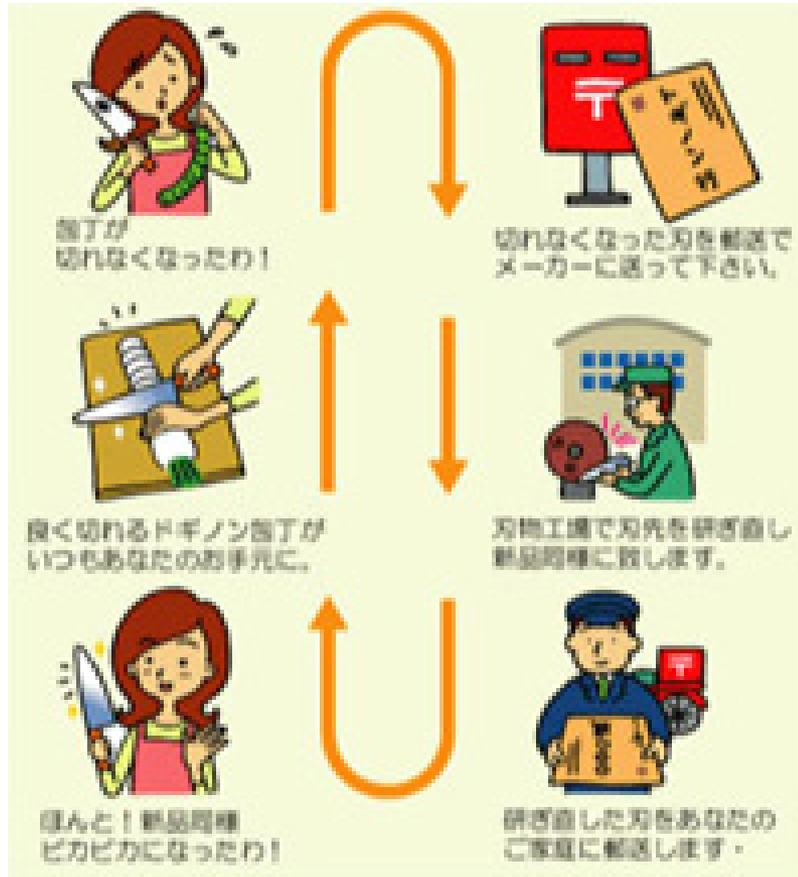 包丁が
切れなくなったわ！
切れなくなった刃を郵送で
メーカーに送って下さい。
刃物工場で刃先を研ぎ直し
新品同様に致します。
研ぎ直した刃をあなたの
ご家庭に郵送します・
ほんと！新品同様
ピカピカになったわ！
良く切れるドギノン包丁が
いつもあなたのお手元に。
〒
〒